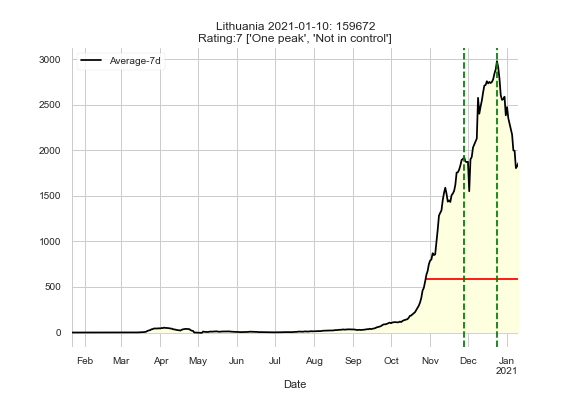 Lithuania 2021-01-10: 159672
Rating:7 ['One peak', 'Not in control']
Average-7d
3000
2500
2000
1500
1000
500
0
Feb Mar Apr May Jun Jul Aug Sep Oct Nov Dec Jan
2021
Date